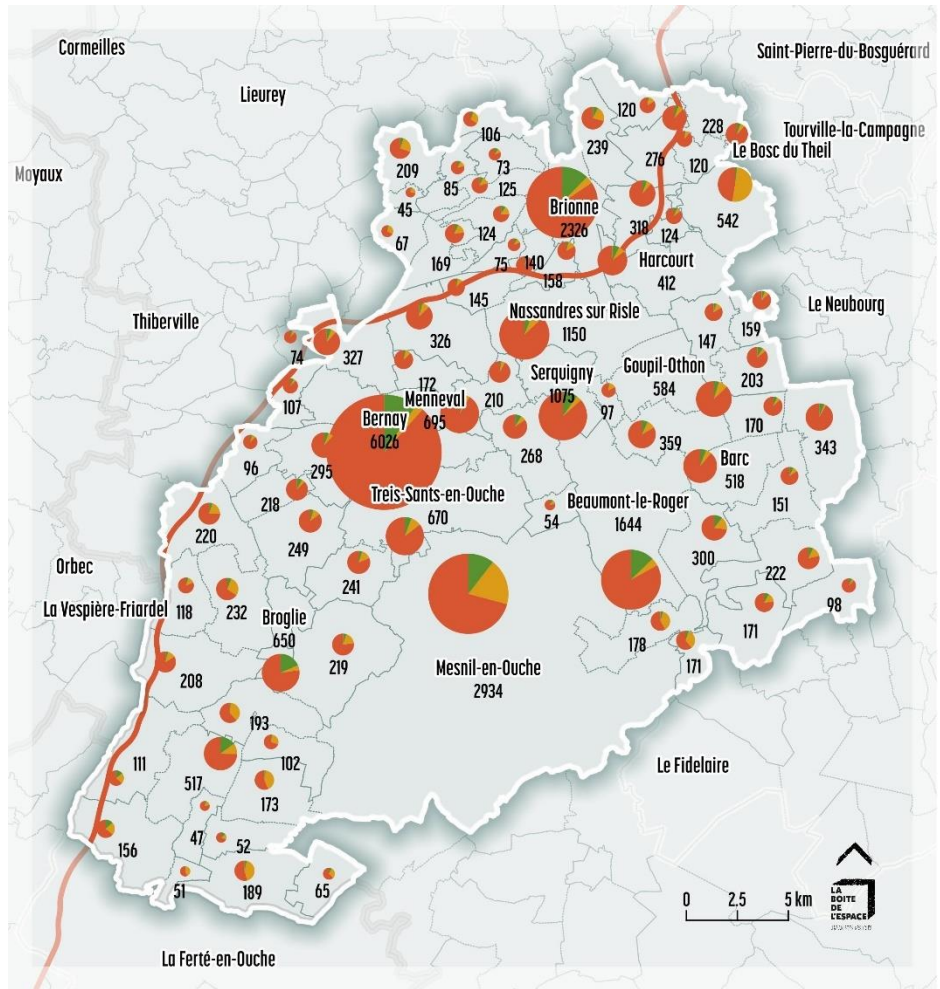 Cormeilles
Saint-Pierre-du-Bosguérard
Lieurey
120
228
Tourville-la-Campagne
106
239
Le Bosc du Theil
209
73
276
120
Mayaux
85
125
45
Brionne
2326
318
542
124
67
124
169
75
140
158
Harcourt
412
145
Nassandres sur Risle
1150
Le Neubourg
159
147
Thiberville
326
74
327
203
Goupil-Othon
584
172
210
Serquigny
1075
107
Menneval
695
97
170
Bernay
6026
343
268
359
96
295
Barc
518
151
218
Treis-Sants-en-Ouche
670
Beaumont-le-Roger
1644
54
220
249
300
Orbec
241
222
La Vespière-Friardel
118
232
98
Broglie
650
171
178
219
171
Mesnil-en-Ouche
2934
208
193
111
102
Le Fidelaire
517
173
47
52
156
51
189
65
0 2.5 5 km
LA
BOITE
DE
L'ESPACE
La Ferté-en-Ouche